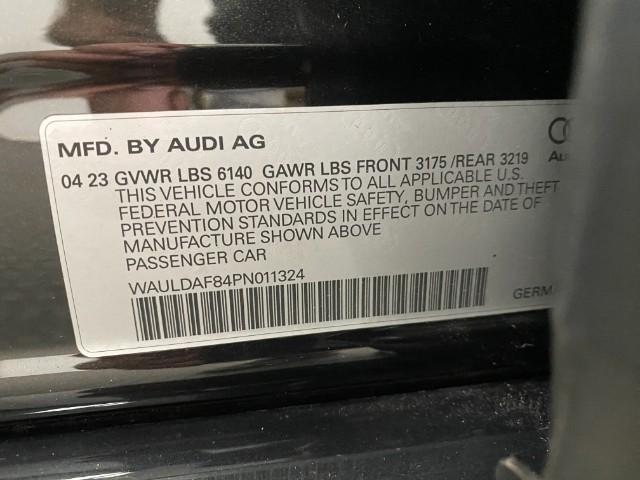 MFD. BY AUDI AG
04 23 GVWR LBS 6140 GAWR LBS FRONT 3175 /REAR 3219
THIS VEHICLE CONFORMS TO ALL APPLICABLE U.S.
FEDERAL MOTOR VEHICLE SAFETY, BUMPER AND THEFT
PREVENTION STANDARDS IN EFFECT ON THE DATE OF
MANUFACTURE SHOWN ABOVE
PASSENGER CAR
WAULDAF84PN011324